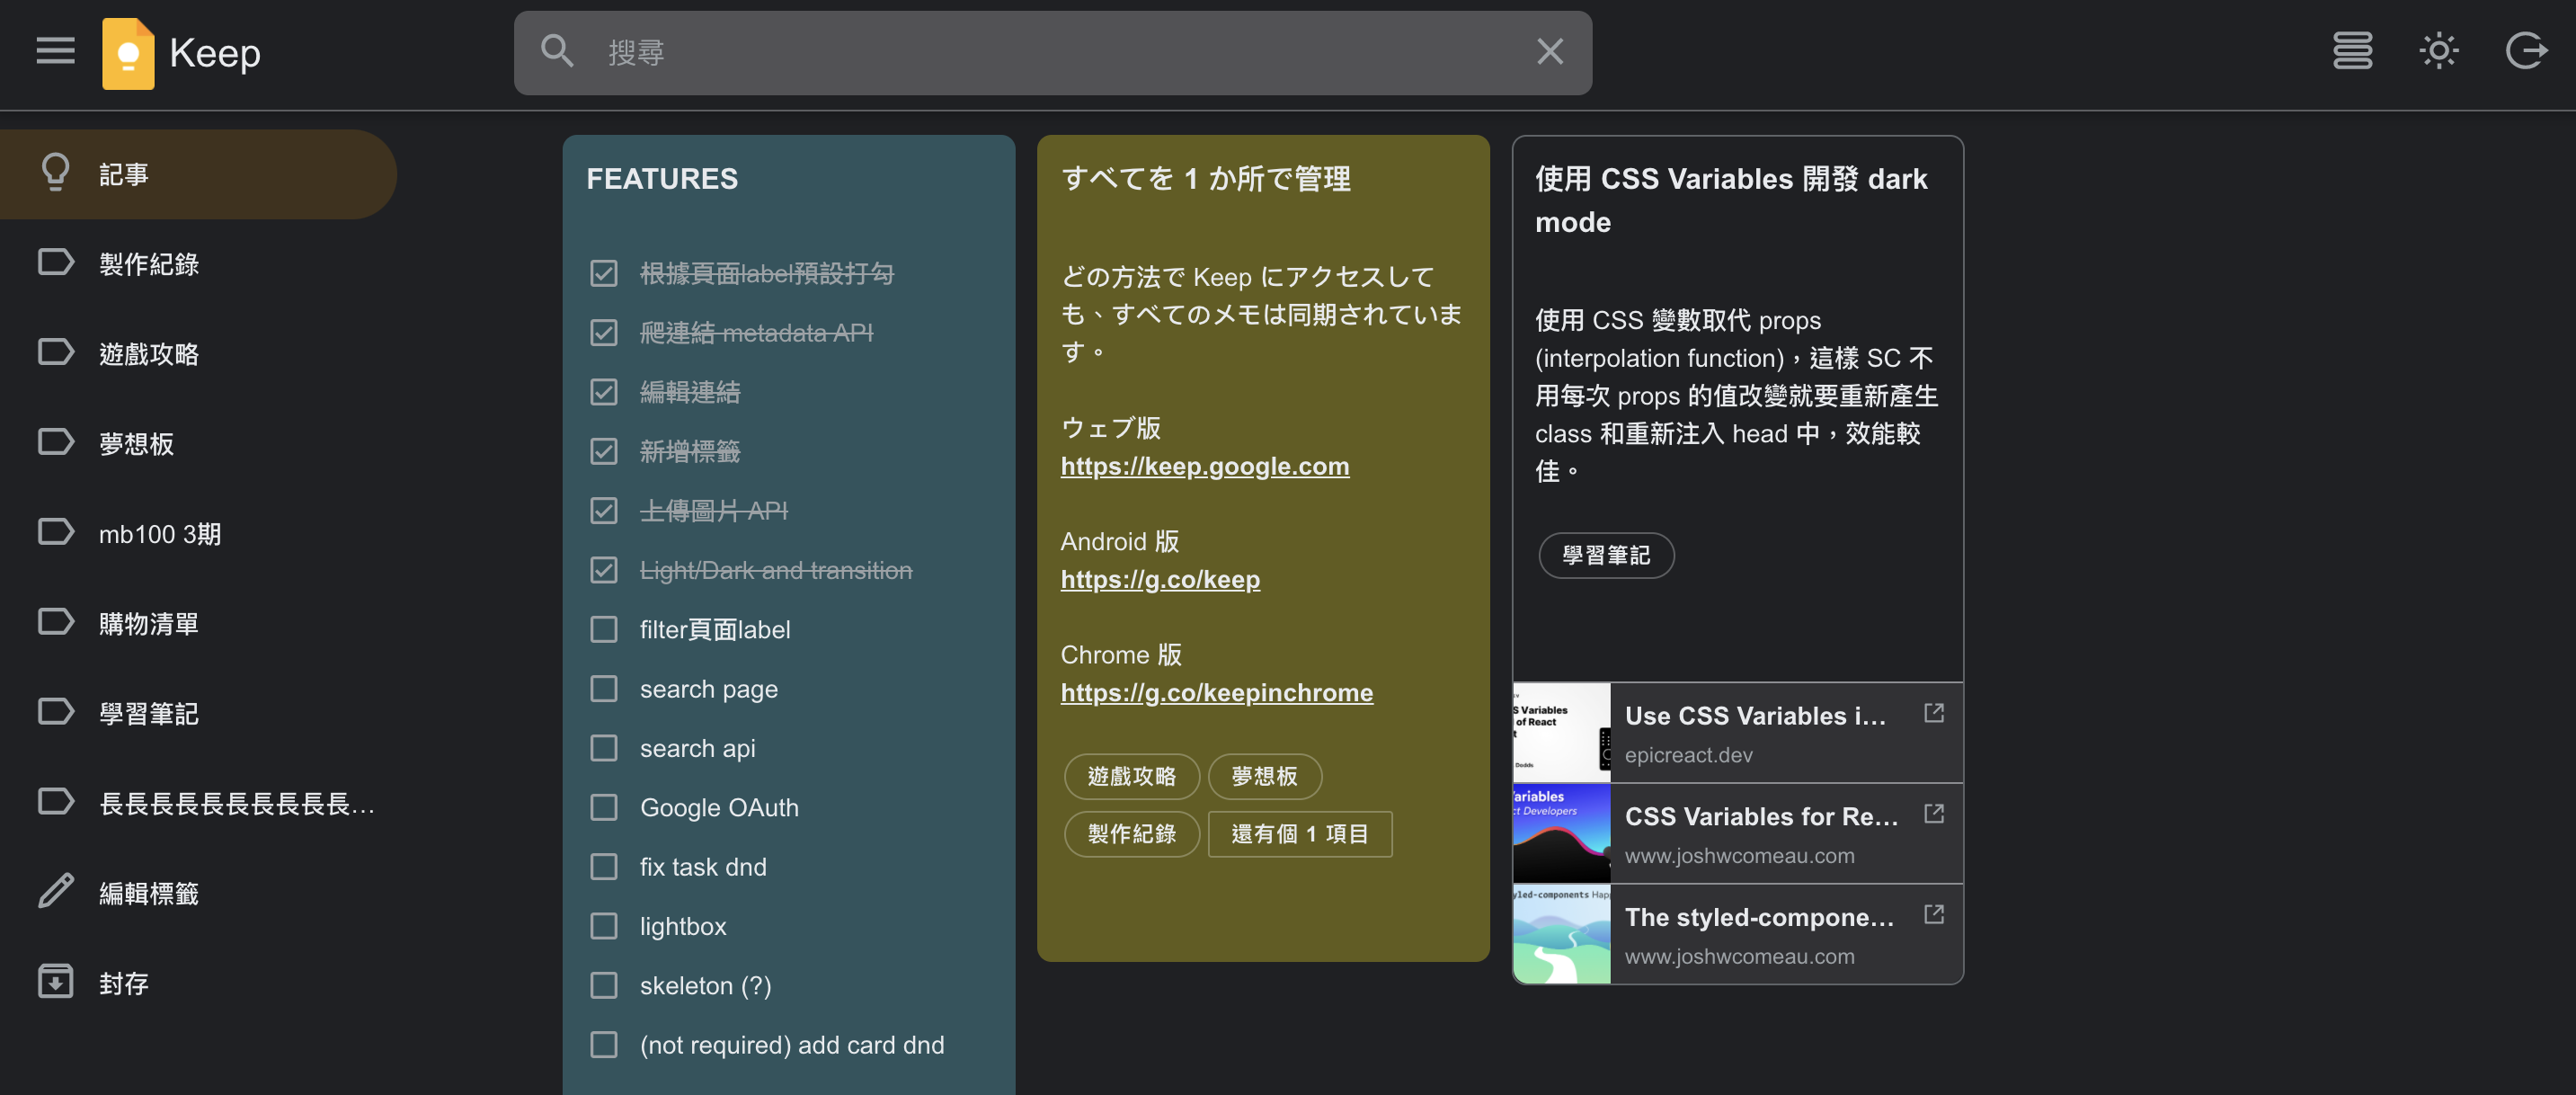 Keep
搜尋
記事
製作紀錄
遊戲攻略
夢想板
mb100 3期
購物清單
學習筆記
長長長長長長長長長長…
編輯標籤
封存
FEATURES
根據頁面label預設打勾
爬連結 metadata API
編輯連結
新增標籤
上傳圖片 API
Light/Dark and transition
filter頁面label
search page
search api
Google OAuth
fix task dnd
lightbox
skeleton (?)
(not required) add card dnd
すべてを 1 か所で管理
どの方法で Keep にアクセスして
も、すべてのメモは同期されていま
す。
ウェブ版
https://keep.google.com
Android 版
https://g.co/keep
Chrome 版
https://g.co/keepinchrome
遊戲攻略
夢想板
製作紀錄
還有個 1 項目
使用 CSS Variables 開發 dark
mode
使用 CSS 變數取代 props
(interpolation function)，這樣 SC 不
用每次 props 的值改變就要重新產生
class 和重新注入 head 中，效能較
佳。
學習筆記
S Variables
of React
Dodds
Use CSS Variables i…
epicreact.dev
ariables
ct Developers
CSS Variables for Re…
www.joshwcomeau.com
yled-components Hap
The styled-compone…
www.joshwcomeau.com